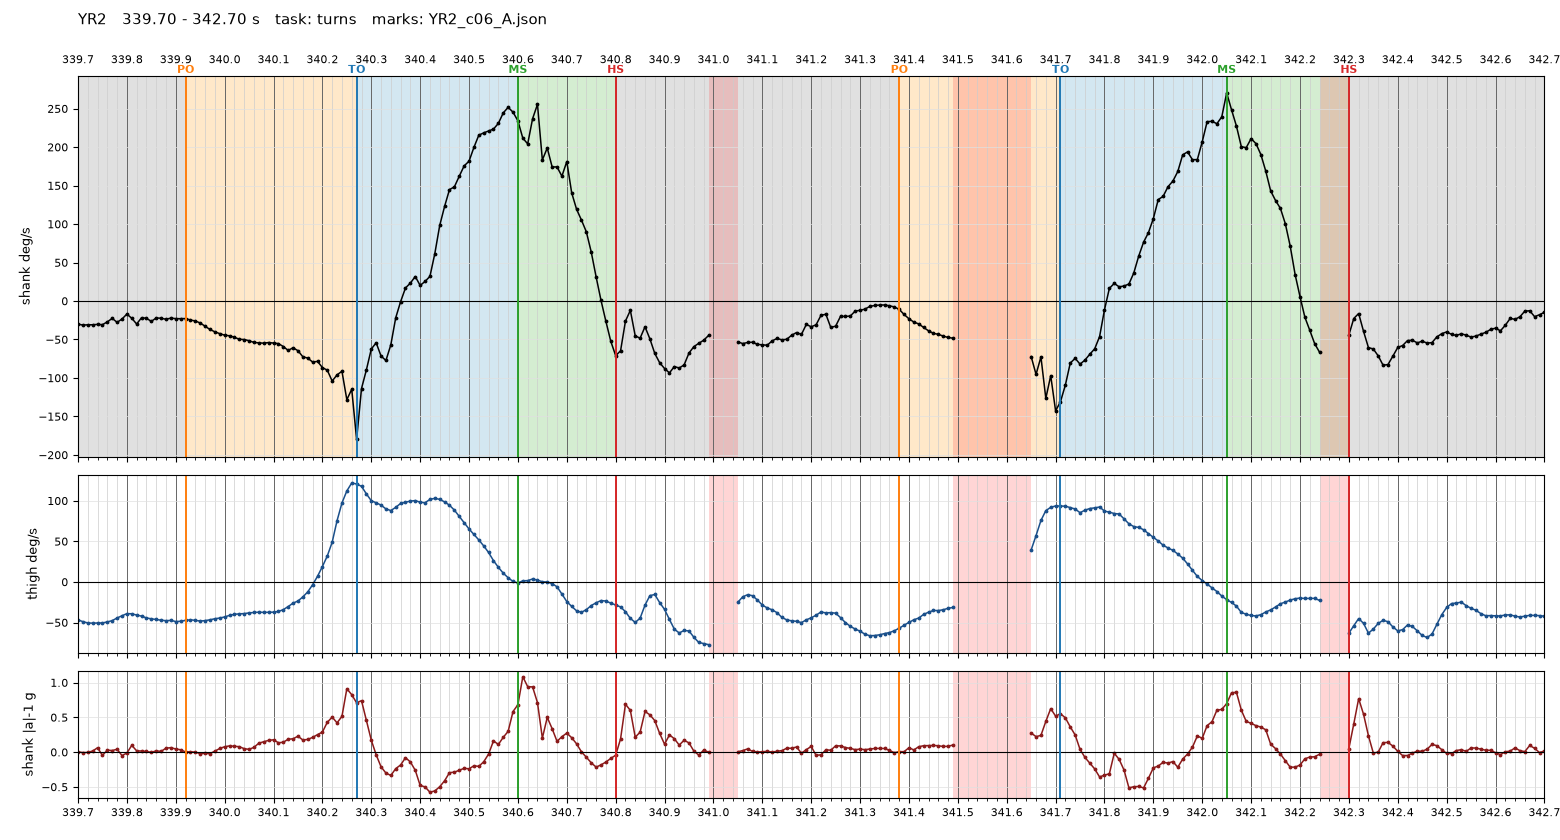 YR2   339.70 - 342.70 s   task: turns   marks: YR2_c06_A.json
339.7 339.8 339.9 340.0 340.1 340.2 340.3 340.4 340.5 340.6 340.7 340.8 340.9 341.0 341.1 341.2 341.3 341.4 341.5 341.6 341.7 341.8 341.9 342.0 342.1 342.2 342.3 342.4 342.5 342.6 342.7
PO TO MS HS PO TO MS HS
shank deg/s
250
200
150
100
50
0
−50
−100
−150
−200
thigh deg/s
100
50
0
−50
shank |a|-1 g
1.0
0.5
0.0
−0.5
339.7 339.8 339.9 340.0 340.1 340.2 340.3 340.4 340.5 340.6 340.7 340.8 340.9 341.0 341.1 341.2 341.3 341.4 341.5 341.6 341.7 341.8 341.9 342.0 342.1 342.2 342.3 342.4 342.5 342.6 342.7